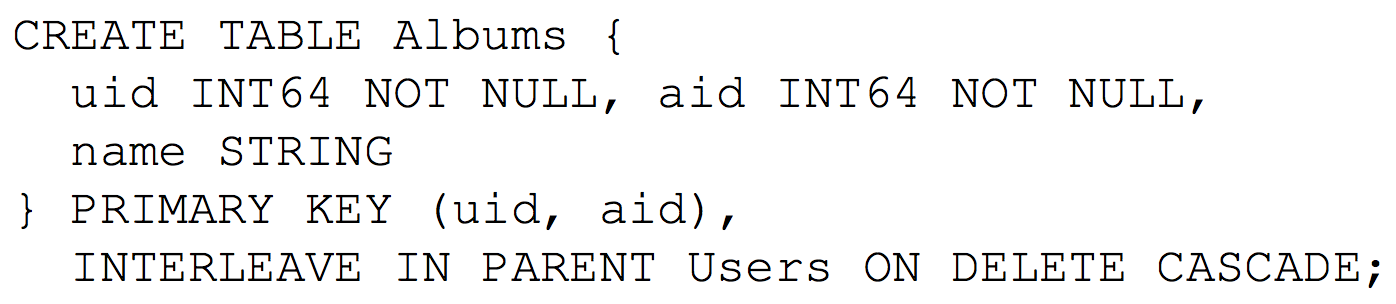 CREATE TABLE Albums {
uid INT64 NOT NULL, aid INT64 NOT NULL,
name STRING
} PRIMARY KEY (uid, aid),
INTERLEAVE IN PARENT Users ON DELETE CASCADE;